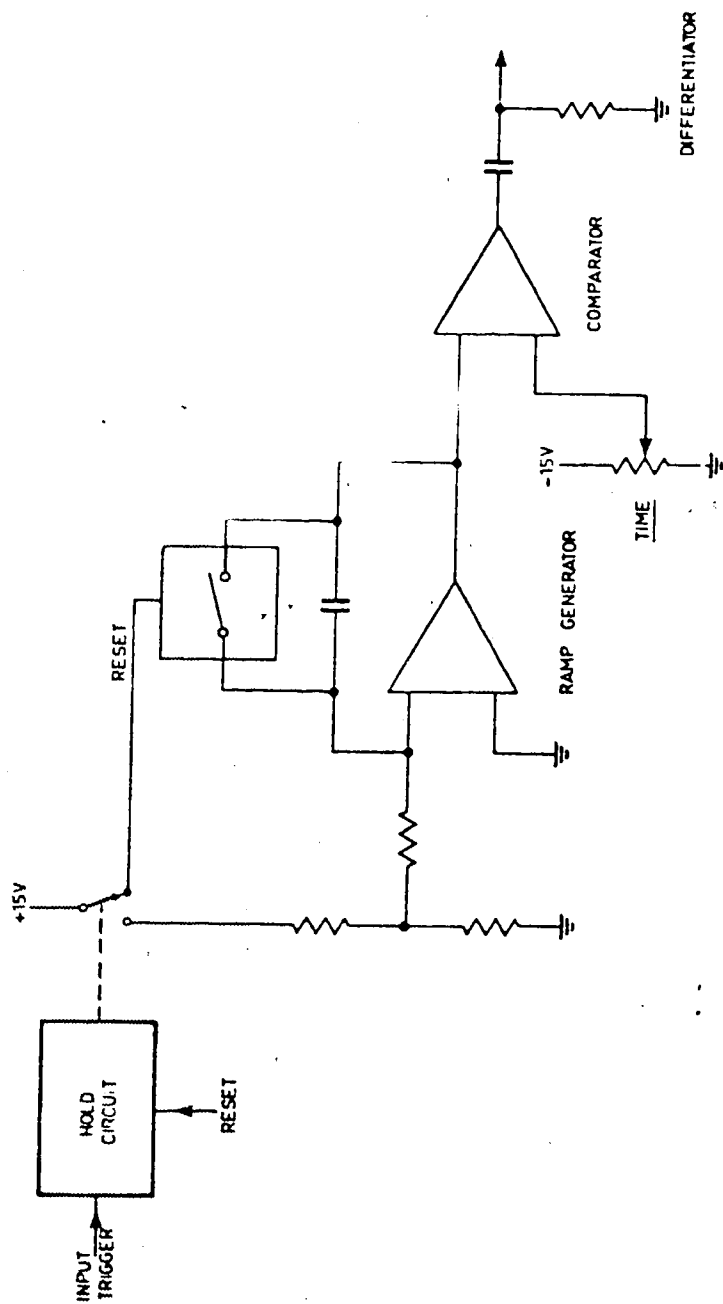 INPUT
TRIGGER
HOLD
CIRCUIT
RESET
+15V
RESET
RAMP GENERATOR
-15V
TIME
COMPARATOR
DIFFERENTIATOR